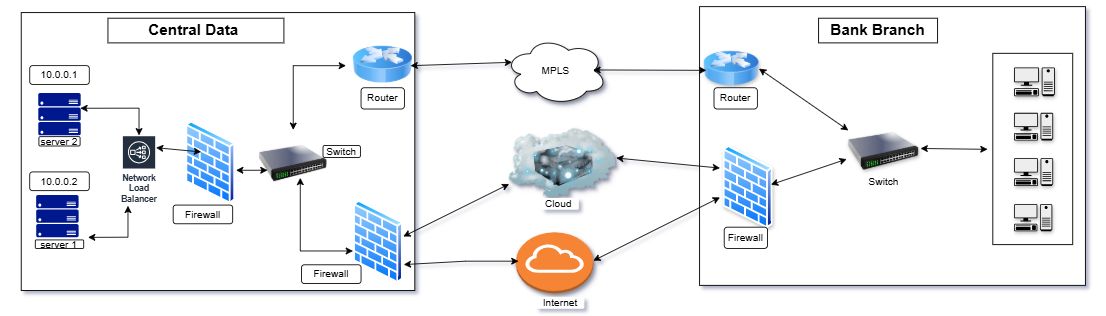 Central Data
Bank Branch
10.0.0.1
server 2
10.0.0.2
server 1
Network
Load
Balancer
Firewall
Switch
Router
Firewall
MPLS
Cloud
Internet
Router
Firewall
Switch